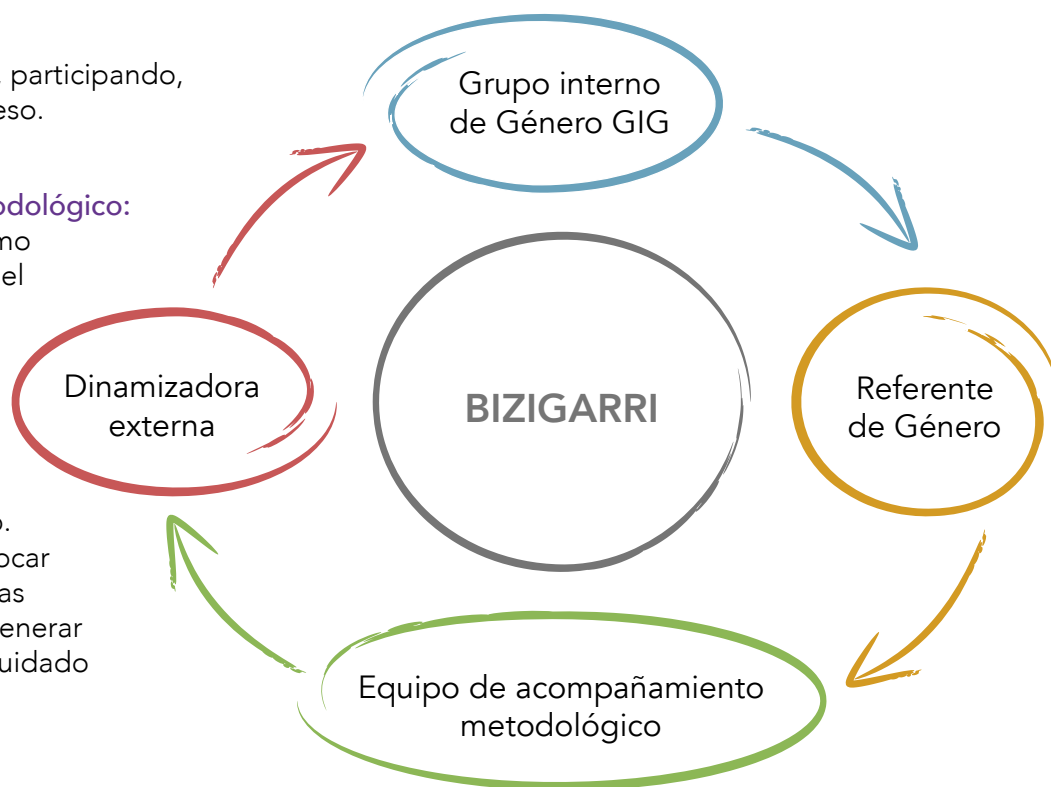 participando,
eso.
odológico:
mo
el
o.
ocar
as
enerar
uidado
Grupo interno
de Género GIG
Dinamizadora
externa
BIZIGARRI
Referente
de Género
Equipo de acompañamiento
metodológico